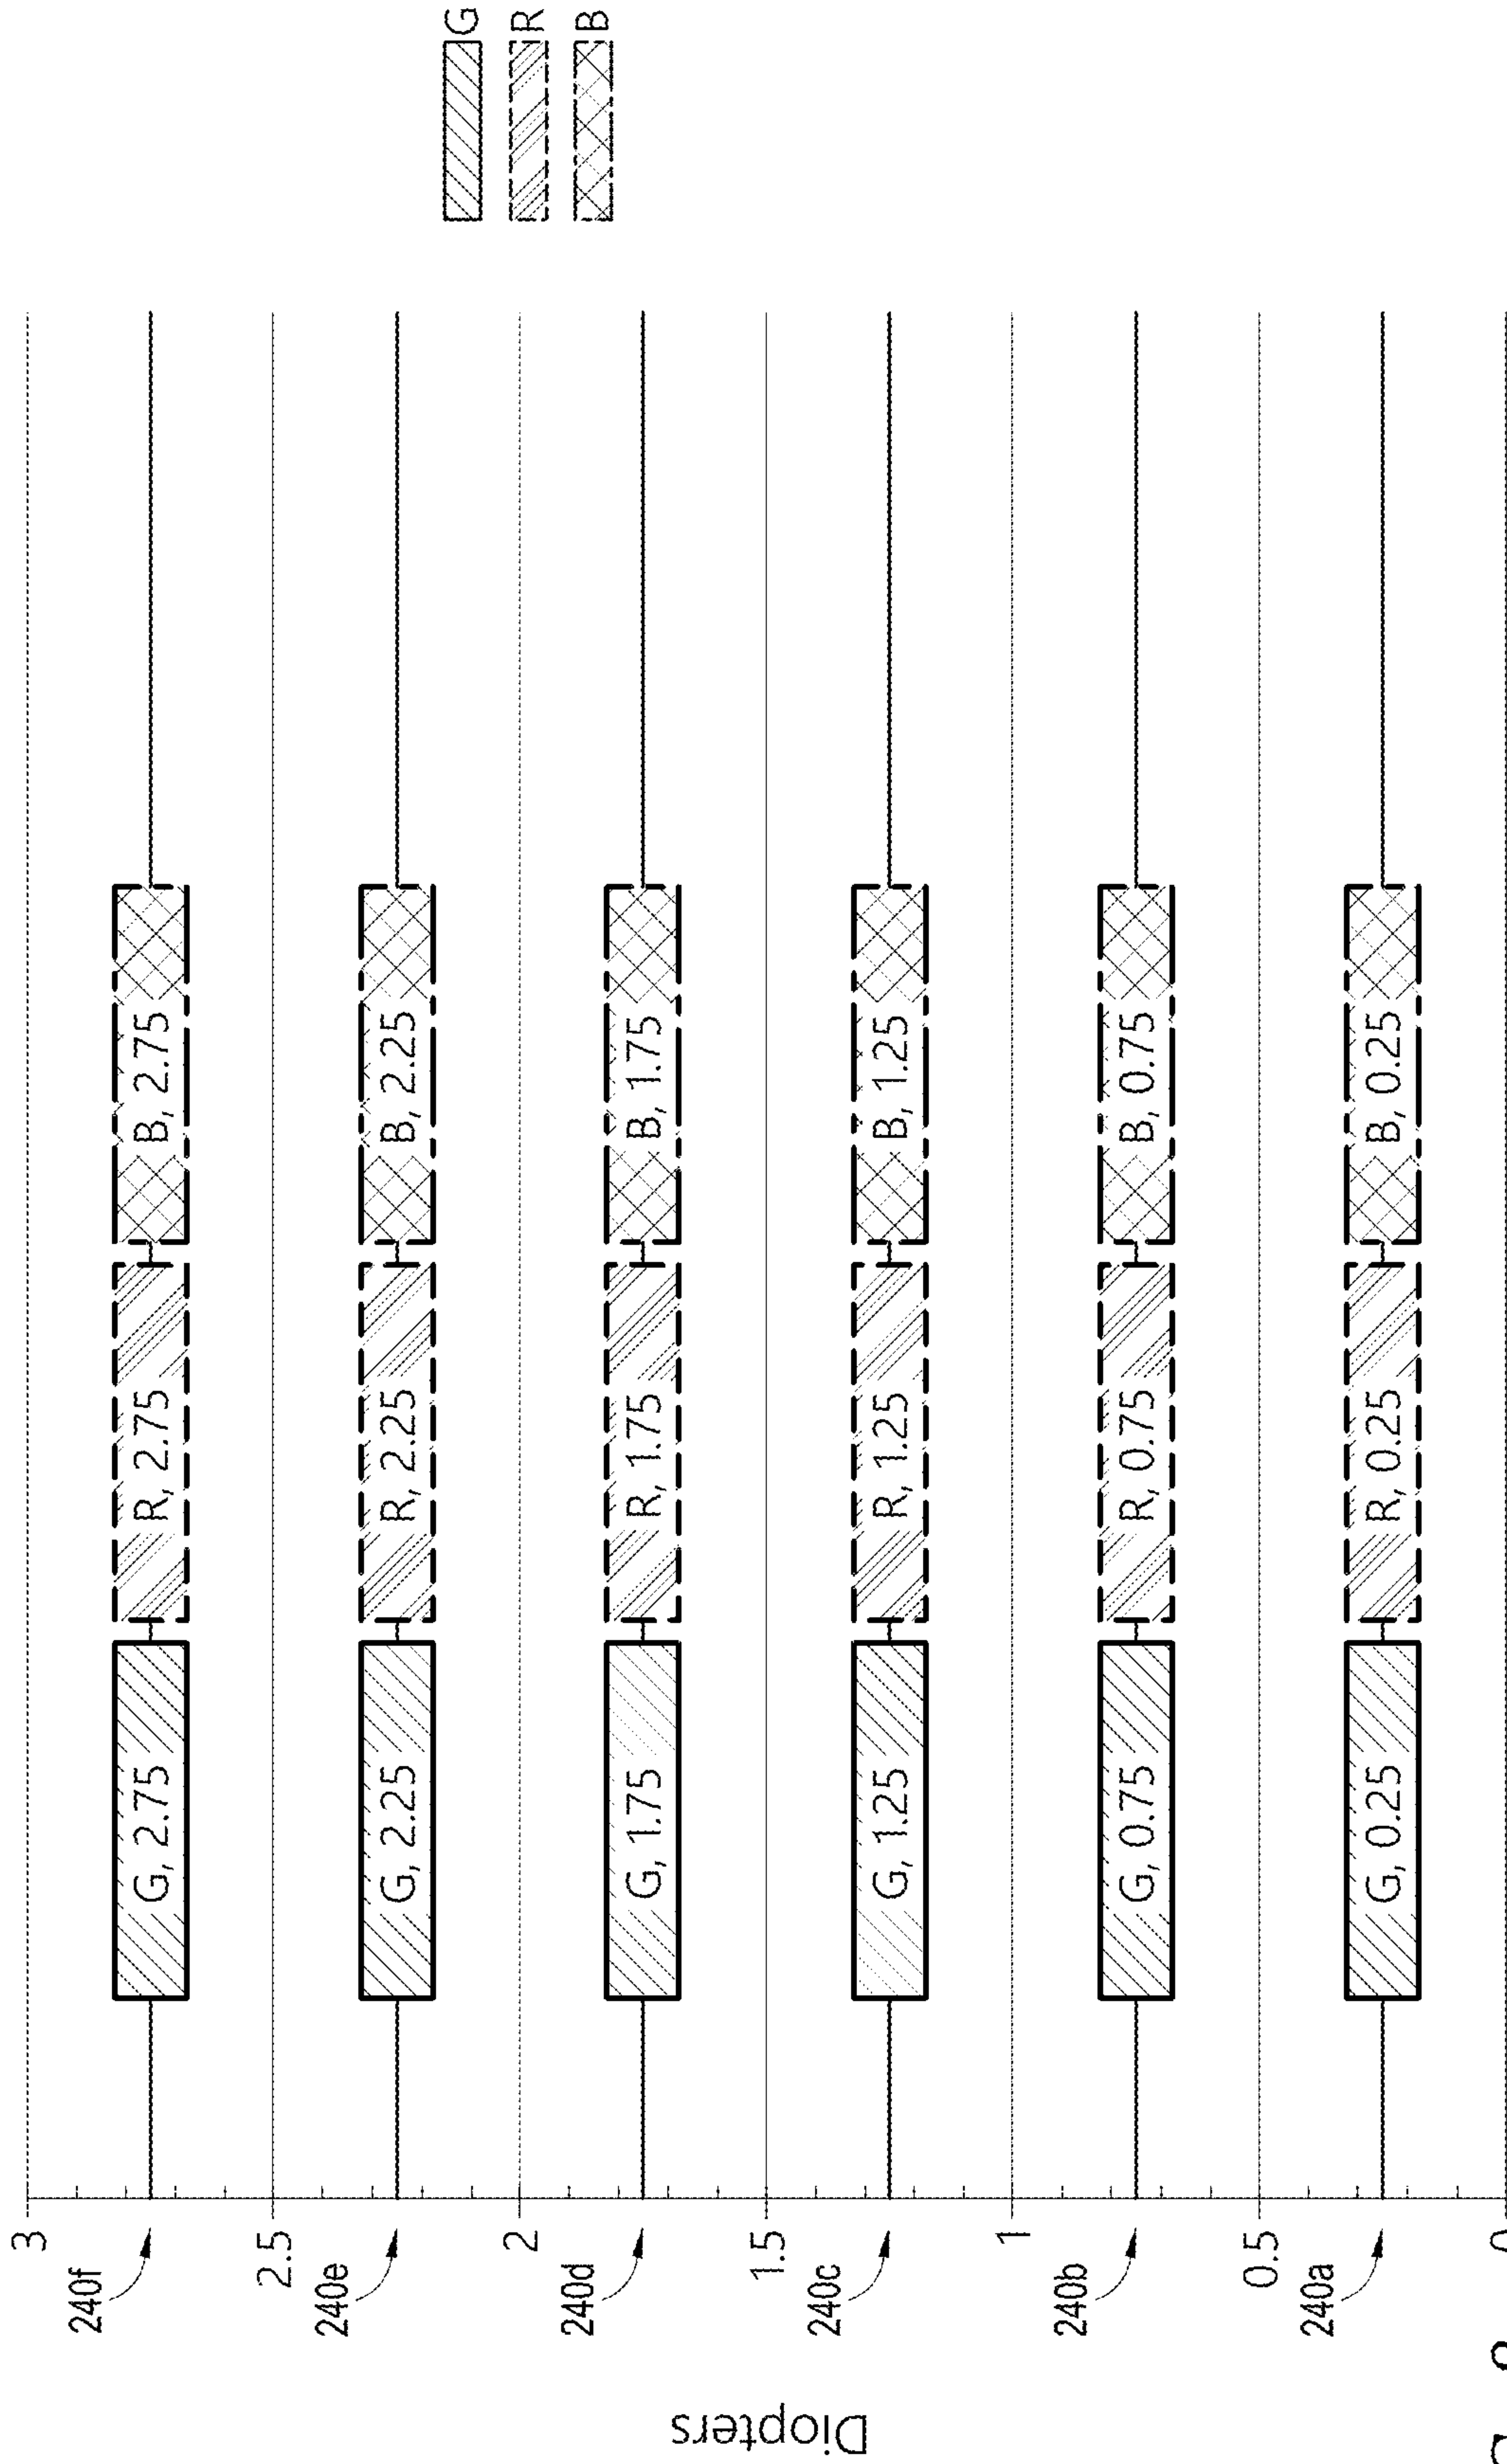 G
R
B
3
240f
G, 2.75
R, 2.75
B, 2.75
2.5
240e
G, 2.25
R, 2.25
B, 2.25
2
240d
G, 1.75
R, 1.75
B, 1.75
1.5
240c
G, 1.25
R, 1.25
B, 1.25
1
240b
G, 0.75
R, 0.75
B, 0.75
0.5
240a
G, 0.25
R, 0.25
B, 0.25
Diopters